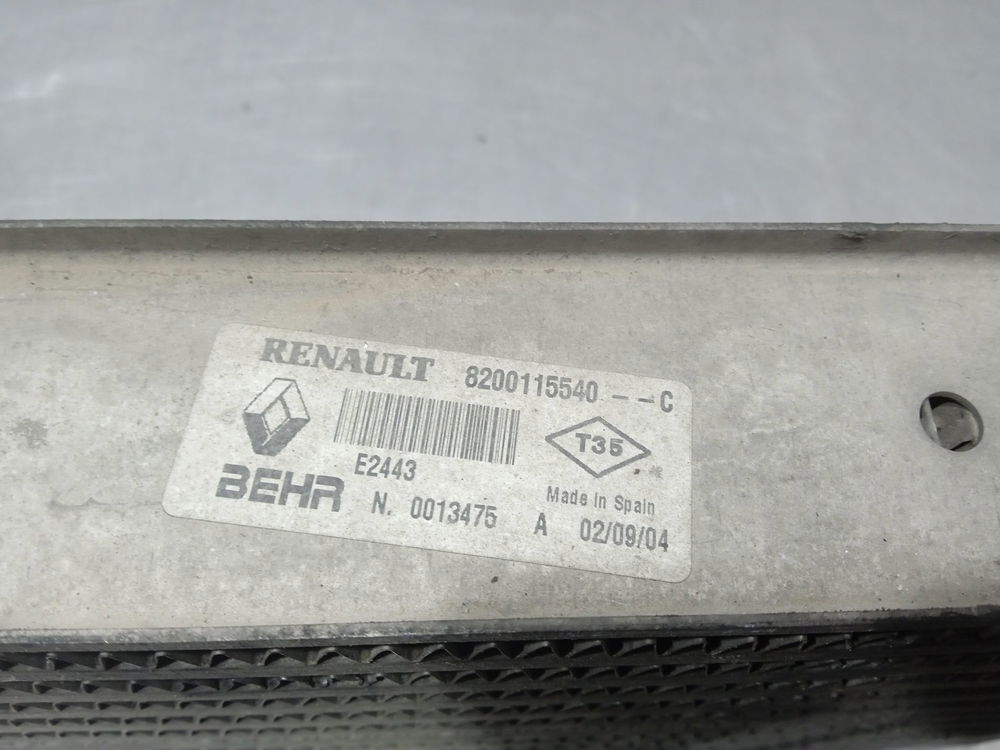 RENAULT 8200115540 - - C
T35
E2443
Made in Spain
BEHR N. 0013475 A 02/09/04